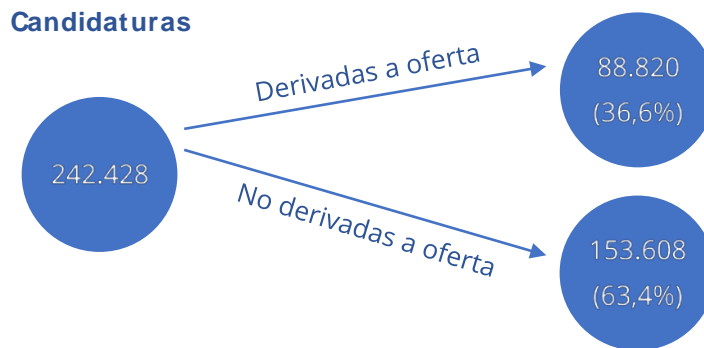 Candidaturas
Derivadas a oferta
88.820
(36,6%)
242.428
No derivadas a oferta
153.608
(63,4%)